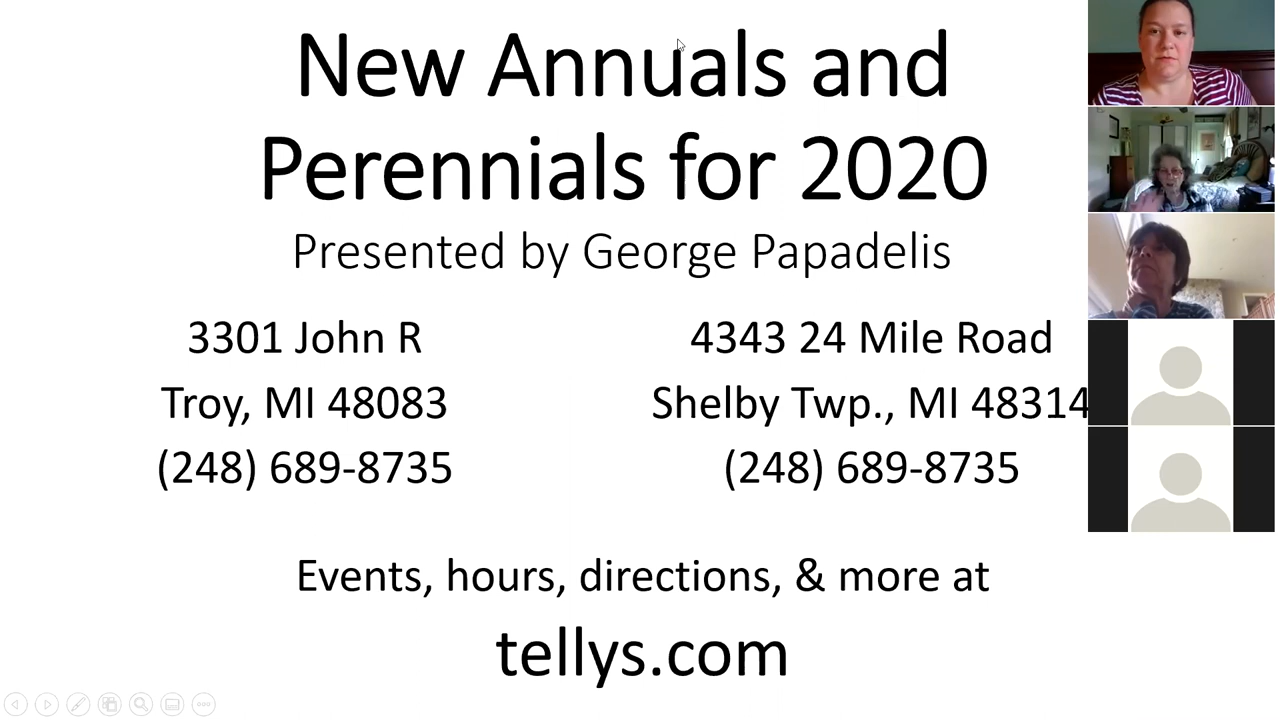 New Annuals and
Perennials for 2020
Presented by George Papadelis
3301 John R
Troy, MI 48083
(248) 689-8735
4343 24 Mile Road
Shelby Twp., MI 48314
(248) 689-8735
Events, hours, directions, & more at
tellys.com